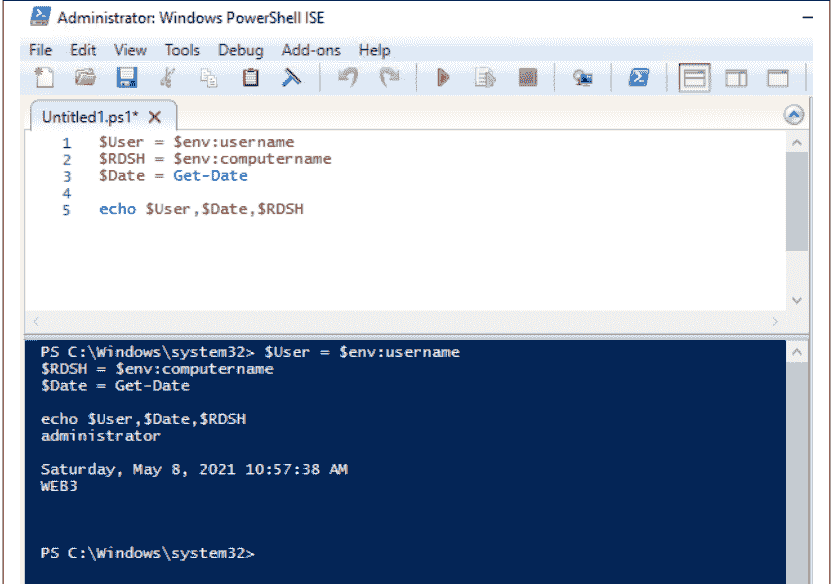 Administrator: Windows PowerShell ISE
File Edit View Tools Debug Add-ons Help
Untitled1.ps1* X
1 $User = $env:username
2 $RDSH = $env:computername
3 $Date = Get-Date
4
5 echo $User,$Date,$RDSH
PS C:\Windows\system32> $User = $env:username
$RDSH = $env:computername
$Date = Get-Date
echo $User,$Date,$RDSH
administrator
Saturday, May 8, 2021 10:57:38 AM
WEB3
PS C:\Windows\system32>